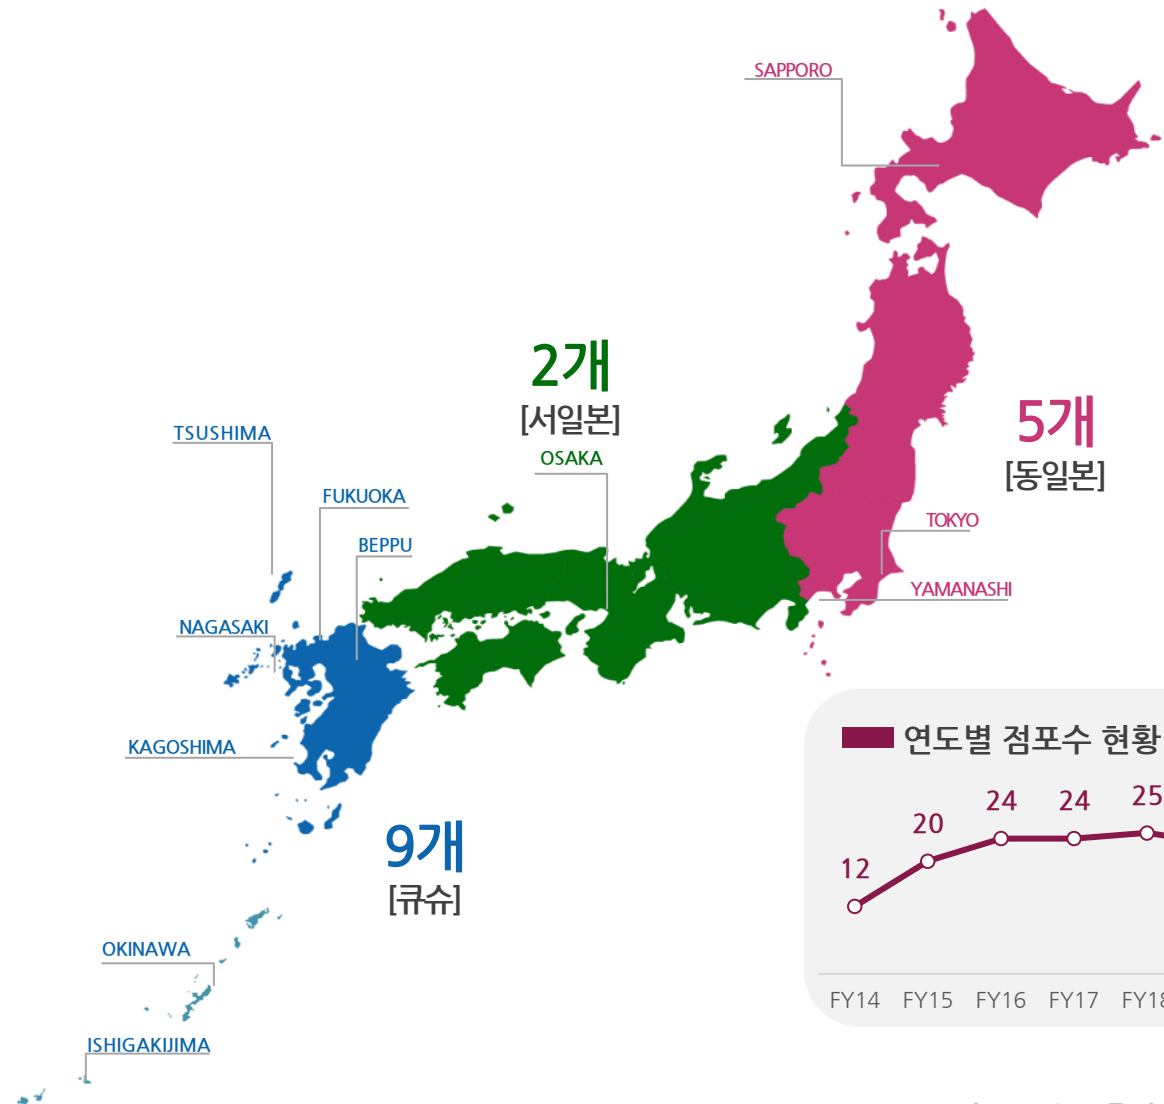 SAPPORO
2개
[서일본]
OSAKA
5개
[동일본]
TSUSHIMA
FUKUOKA
BEPPU
TOKYO
YAMANASHI
NAGASAKI
KAGOSHIMA
9개
[큐슈]
OKINAWA
ISHIGAKIJIMA
연도별 점포수 현황
12 20 24 24 25
FY14 FY15 FY16 FY17 FY18